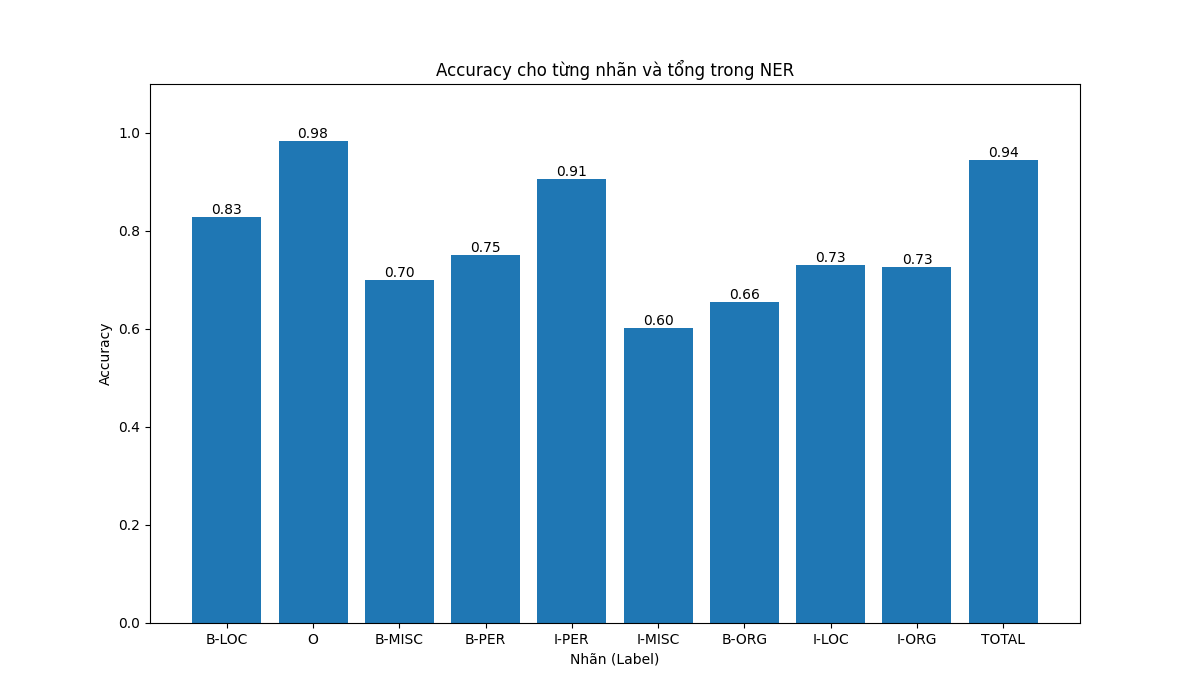 Accuracy cho từng nhãn và tổng trong NER
Accuracy
1.0
0.8
0.6
0.4
0.2
0.0
0.83
0.98
0.70
0.75
0.91
0.60
0.66
0.73
0.73
0.94
B-LOC
O
B-MISC
B-PER
I-PER
I-MISC
B-ORG
I-LOC
I-ORG
TOTAL
Nhãn (Label)